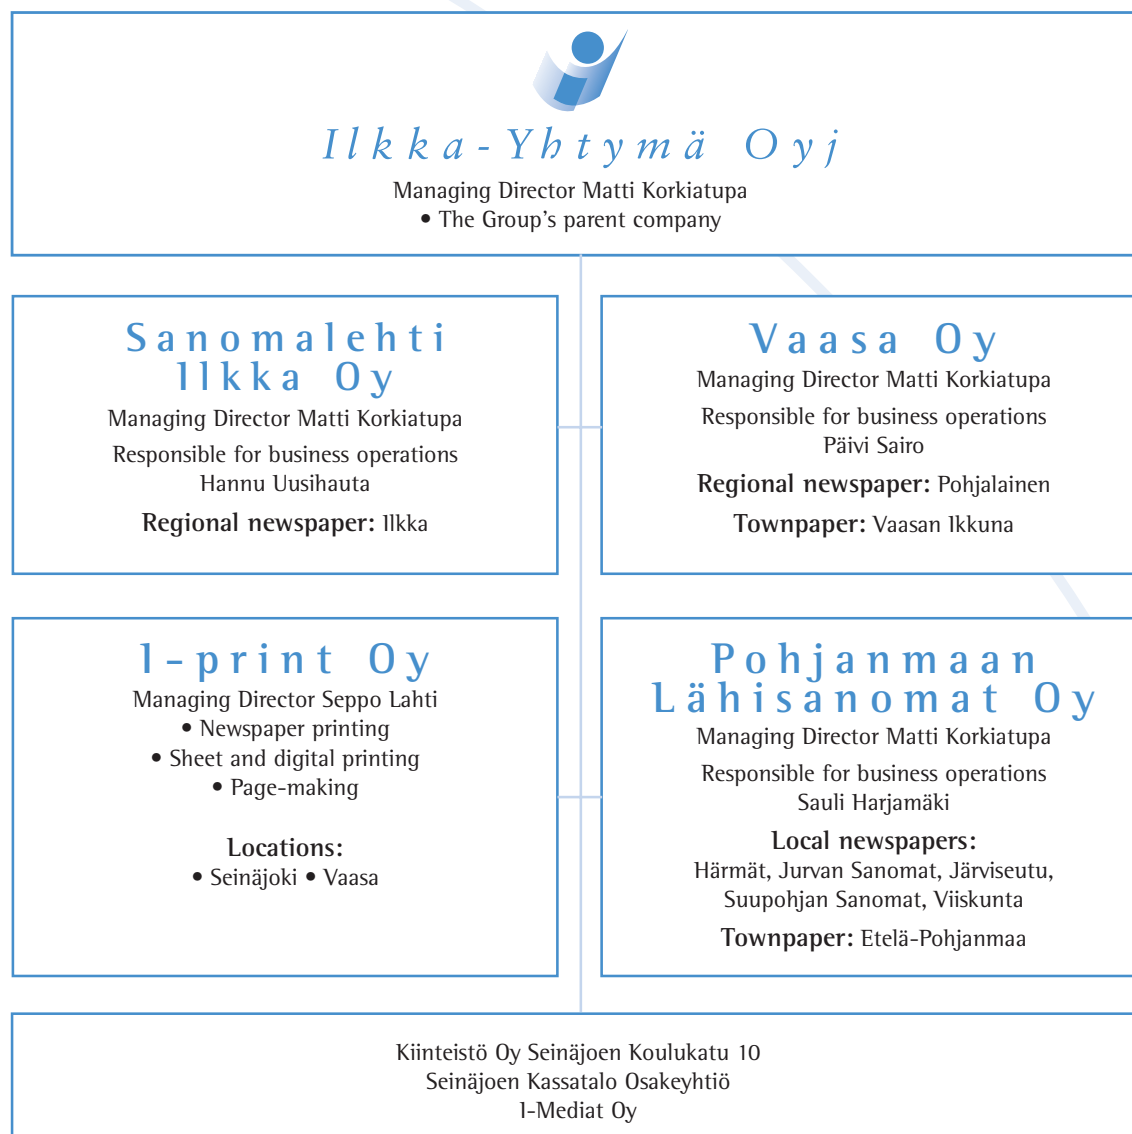 Ilkka-Yhtymä Oyj
Managing Director Matti Korkiatupa
• The Group’s parent company
Sanomalehti
Ilkka Oy
Managing Director Matti Korkiatupa
Responsible for business operations
Hannu Uusihauta
Regional newspaper: Ilkka
Vaasa Oy
Managing Director Matti Korkiatupa
Responsible for business operations
Päivi Sairo
Regional newspaper: Pohjalainen
Townpaper: Vaasan Ikkuna
I-print Oy
Managing Director Seppo Lahti
• Newspaper printing
• Sheet and digital printing
• Page-making
Locations:
• Seinäjoki • Vaasa
Pohjanmaan
Lähisanomat Oy
Managing Director Matti Korkiatupa
Responsible for business operations
Sauli Harjamäki
Local newspapers:
Härmät, Jurvan Sanomat, Järviseutu,
Suupohjan Sanomat, Viiskunta
Townpaper: Etelä-Pohjanmaa
Kiinteistö Oy Seinäjoen Koulukatu 10
Seinäjoen Kassatalo Osakeyhtiö
I-Mediat Oy